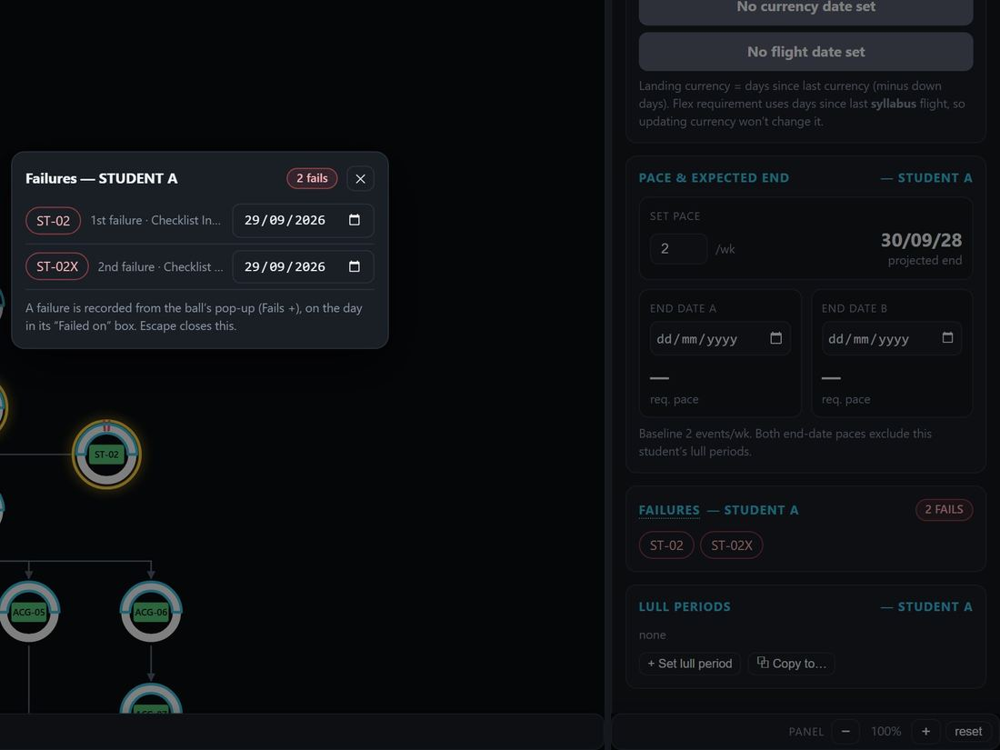 No currency date set
No flight date set
Landing currency = days since last currency (minus down
days). Flex requirement uses days since last syllabus flight, so
updating currency won't change it.
Failures — STUDENT A
2 fails
ST-02
1st failure · Checklist In...
29/09/2026
ST-02X
2nd failure · Checklist ...
29/09/2026
A failure is recorded from the ball's pop-up (Fails +), on the day
in its "Failed on" box. Escape closes this.
PACE & EXPECTED END
— STUDENT A
SET PACE
2
/wk
30/09/28
projected end
END DATE A
dd/mm/yyyy
—
req. pace
END DATE B
dd/mm/yyyy
—
req. pace
Baseline 2 events/wk. Both end-date paces exclude this
student's lull periods.
ST-02
FAILURES — STUDENT A
2 FAILS
ST-02
ST-02X
ACG-05
ACG-06
LULL PERIODS
— STUDENT A
none
+ Set lull period
Copy to…
ACG-07
PANEL
−
100%
+
reset